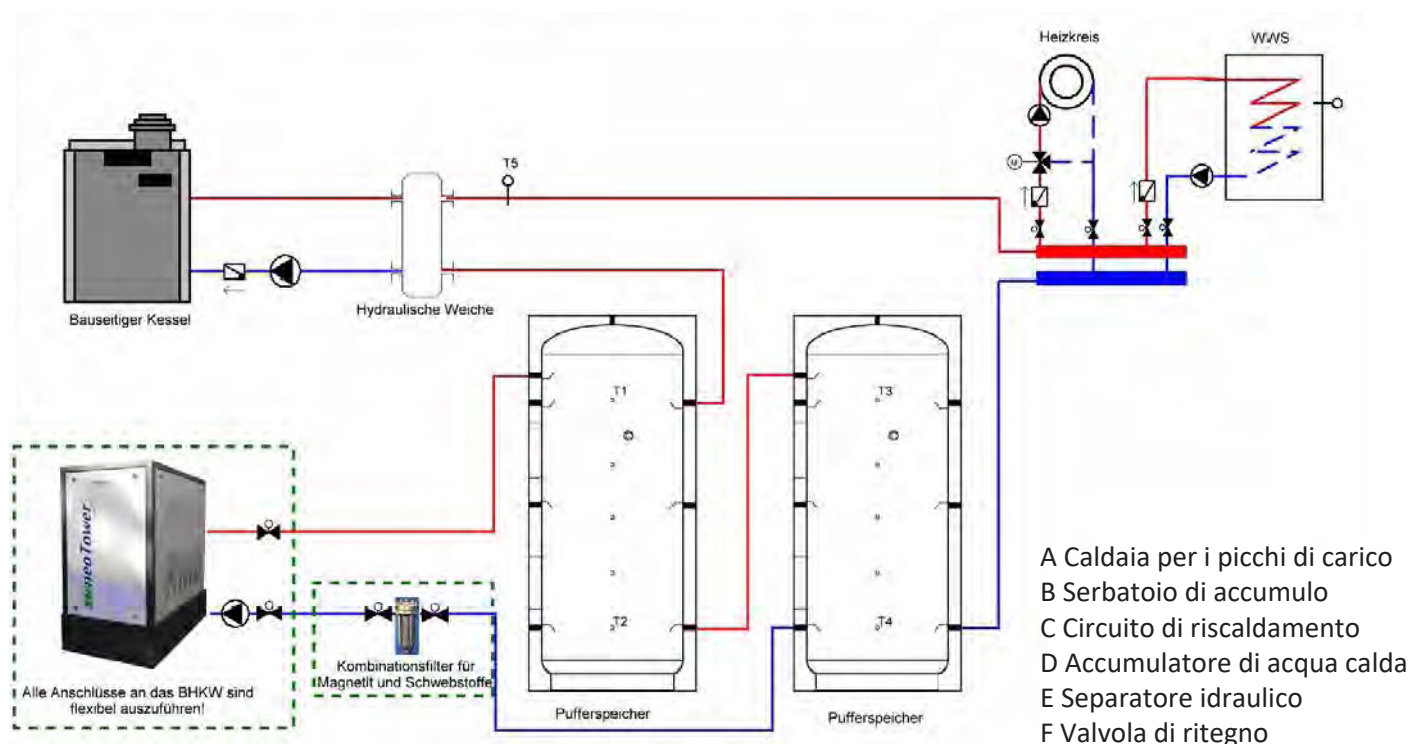 Heizkreis
WWS
M
T5
Bauseitiger Kessel
Hydraulische Weiche
T1
T3
T2
T4
neoTower
Alle Anschlüsse an das BHKW sind
flexibel auszuführen!
Kombinationsfilter für
Magnetit und Schwebstoffe
Pufferspeicher
Pufferspeicher
A Caldaia per i picchi di carico
B Serbatoio di accumulo
C Circuito di riscaldamento
D Accumulatore di acqua calda
E Separatore idraulico
F Valvola di ritegno